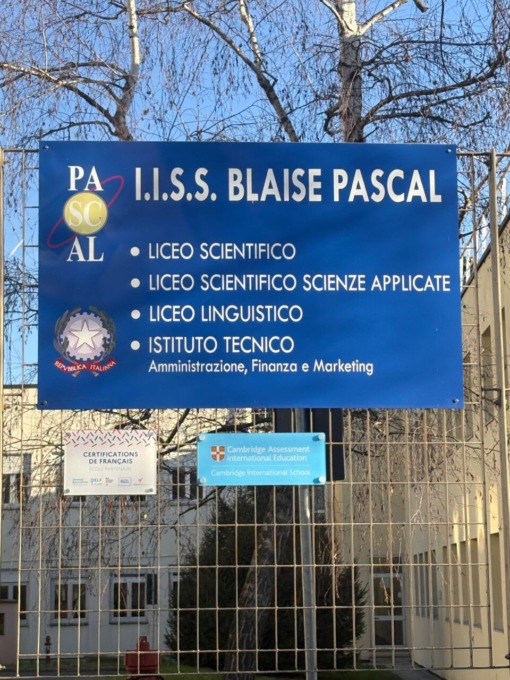 PA
SC
AL
I.I.S.S. BLAISE PASCAL
• LICEO SCIENTIFICO
• LICEO SCIENTIFICO SCIENZE APPLICATE
• LICEO LINGUISTICO
• ISTITUTO TECNICO
Amministrazione, Finanza e Marketing
REPVBBLICA ITALIANA
CERTIFICATIONS
DE FRANÇAIS
Cambridge Assessment
International Education
Cambridge International School